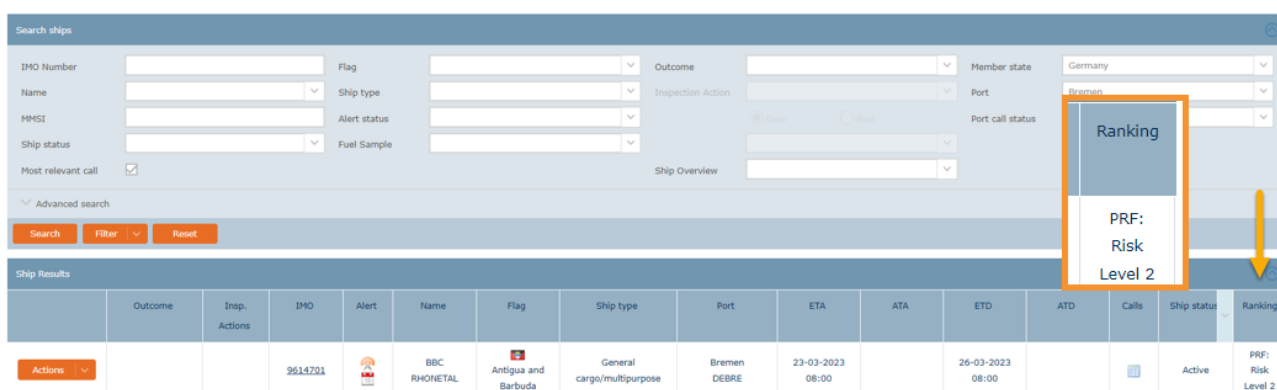 Search ships
IMO Number Flag Outcome Member state Germany
Name Ship type Inspection Action Port Bremen
MMSI Alert status Deep Past Port call status
Ship status Fuel Sample
Most relevant call Ship Overview
Advanced search
Search Filter Reset
Ranking
PRF:
Risk
Level 2
Ship Results
Outcome Insp. Actions IMO Alert Name Flag Ship type Port ETA ATA ETD ATD Calls Ship status Ranking
Actions 9614701 BBC RHONETAL Antigua and Barbuda General cargo/multipurpose Bremen DEBRE 23-03-2023 08:00 26-03-2023 08:00 Active PRF: Risk Level 2